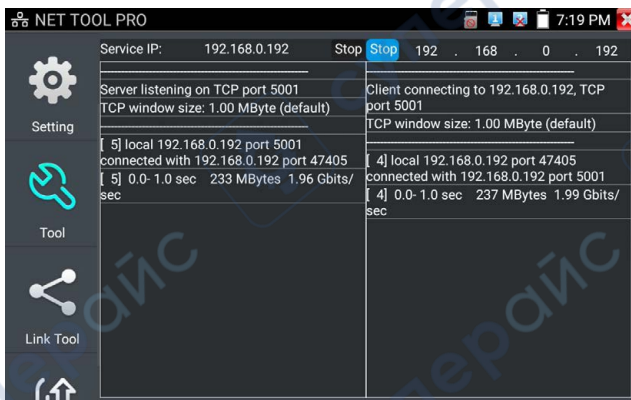 NET TOOL PRO
7:19 PM
Setting
Tool
Link Tool
Service IP: 192.168.0.192 Stop
Server listening on TCP port 5001
TCP window size: 1.00 MByte (default)
[ 5] local 192.168.0.192 port 5001
connected with 192.168.0.192 port 47405
[ 5] 0.0- 1.0 sec 233 MBytes 1.96 Gbits/
sec
Stop 192 . 168 . 0 . 192
Client connecting to 192.168.0.192, TCP
port 5001
TCP window size: 1.00 MByte (default)
[ 4] local 192.168.0.192 port 47405
connected with 192.168.0.192 port 5001
[ 4] 0.0- 1.0 sec 237 MBytes 1.99 Gbits/
sec